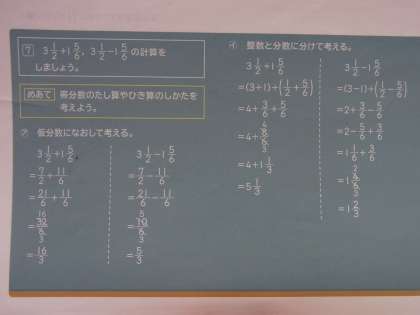 7 3 1/2+1 5/6、3 1/2-1 5/6 の計算を
しましょう。
めあて 帯分数のたし算やひき算のしかたを
考えよう。
㋐ 仮分数になおして考える。
3 1/2+1 5/6
=7/2+11/6
=21/6+11/6
=32/6 16 3
=16/3
3 1/2-1 5/6
=7/2-11/6
=21/6-11/6
=10/6 5 3
=5/3
㋑ 整数と分数に分けて考える。
3 1/2+1 5/6
=(3+1)+(1/2+5/6)
=4+3/6+5/6
=4+8/6 4 3
=4+1 1/3
=5 1/3
3 1/2-1 5/6
=(3-1)+(1/2-5/6)
=2+3/6-5/6
=2-5/6+3/6
=1 1/6+3/6
=1 4/6 2 3
=1 2/3